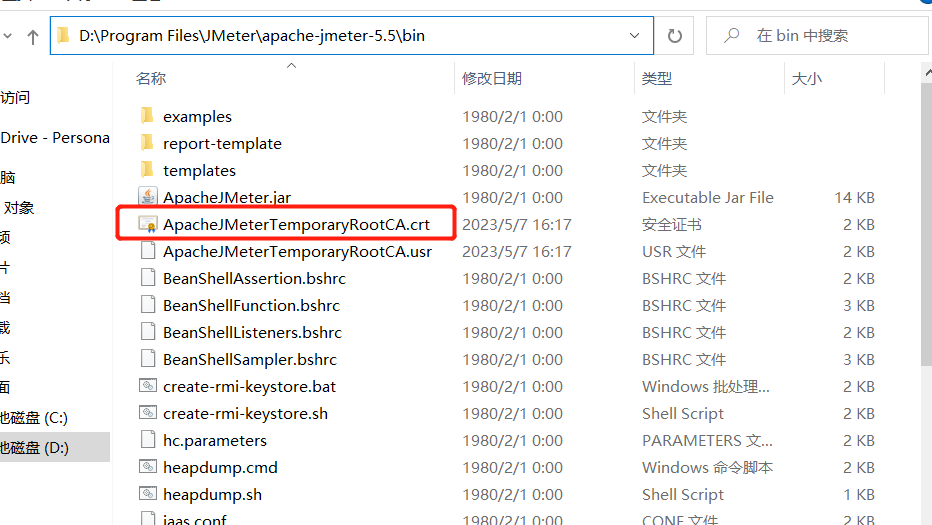 D:\Program Files\JMeter\apache-jmeter-5.5\bin
在 bin 中搜索
名称 修改日期 类型 大小
访问
Drive - Persona
脑
对象
频
片
档
载
乐
面
地磁盘 (C:)
地磁盘 (D:)
examples 1980/2/1 0:00 文件夹
report-template 1980/2/1 0:00 文件夹
templates 1980/2/1 0:00 文件夹
ApacheJMeter.jar 1980/2/1 0:00 Executable Jar File 14 KB
ApacheJMeterTemporaryRootCA.crt 2023/5/7 16:17 安全证书 2 KB
ApacheJMeterTemporaryRootCA.usr 2023/5/7 16:17 USR 文件 2 KB
BeanShellAssertion.bshrc 1980/2/1 0:00 BSHRC 文件 2 KB
BeanShellFunction.bshrc 1980/2/1 0:00 BSHRC 文件 3 KB
BeanShellListeners.bshrc 1980/2/1 0:00 BSHRC 文件 2 KB
BeanShellSampler.bshrc 1980/2/1 0:00 BSHRC 文件 3 KB
create-rmi-keystore.bat 1980/2/1 0:00 Windows 批处理... 2 KB
create-rmi-keystore.sh 1980/2/1 0:00 Shell Script 2 KB
hc.parameters 1980/2/1 0:00 PARAMETERS 文... 2 KB
heapdump.cmd 1980/2/1 0:00 Windows 命令脚本 2 KB
heapdump.sh 1980/2/1 0:00 Shell Script 1 KB
jaas.conf 1980/2/1 0:00 CONF 文件 2 KB